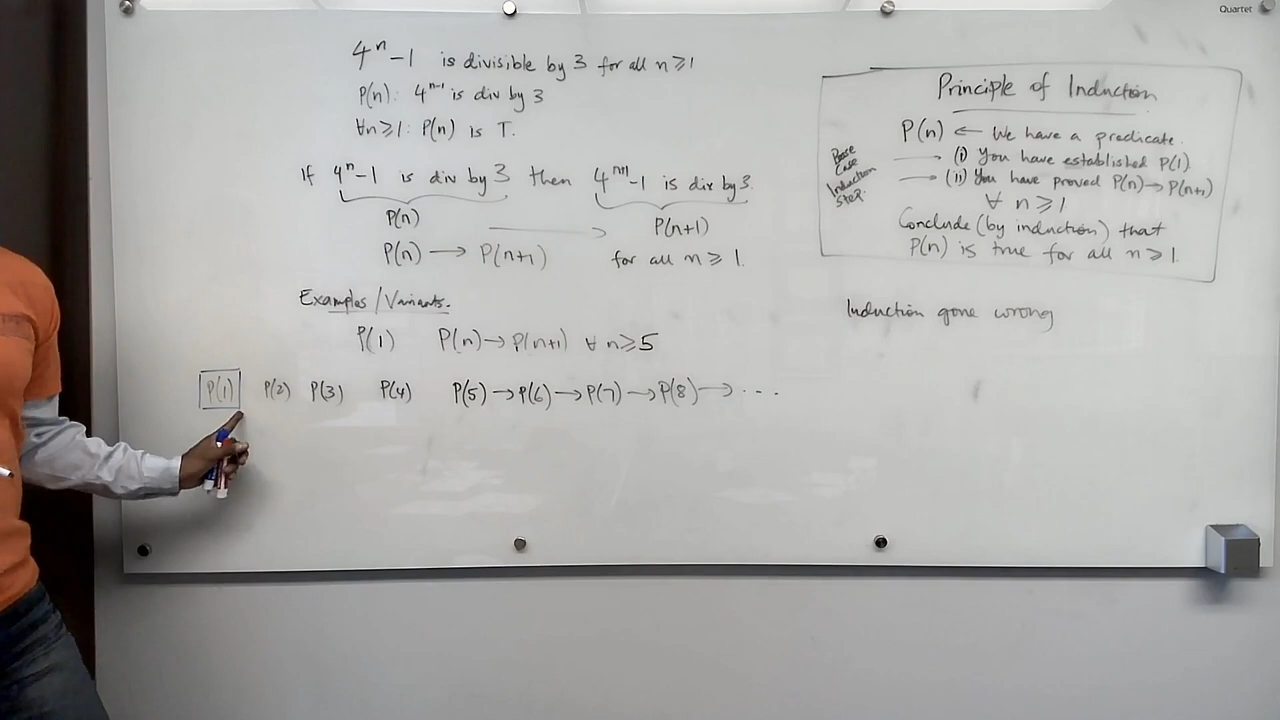 4ⁿ-1 is divisible by 3 for all n≥1
P(n): 4ⁿ⁻¹ is div by 3
∀n≥1: P(n) is T.
If 4ⁿ-1 is div by 3 then 4ⁿ⁺¹-1 is div by 3.
P(n) → P(n+1)
P(n) → P(n+1) for all n≥1.
Examples/Variants.
P(1) P(n)→P(n+1) ∀ n≥5
P(1) P(2) P(3) P(4) P(5)→P(6)→P(7)→P(8)→ ...
Principle of Induction
P(n) ← We have a predicate.
Base Case → (i) You have established P(1)
Induction Step. → (ii) You have proved P(n)→P(n+1)
∀ n≥1
Conclude (by induction) that
P(n) is true for all n≥1.
Induction gone wrong
Quartet